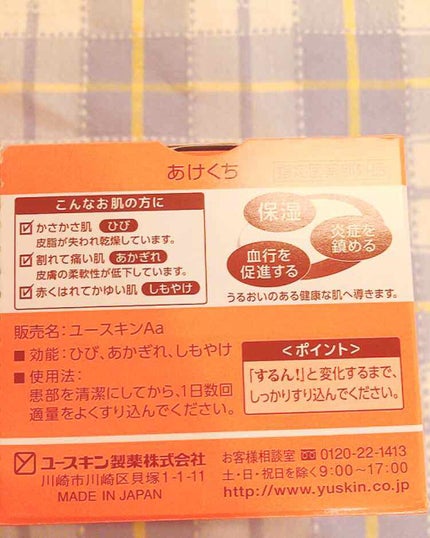 あけくち
こんなお肌の方に
かさかさ肌 ひび
皮脂が失われ乾燥しています。
割れて痛い肌 あかぎれ
皮膚の柔軟性が低下しています。
赤くはれてかゆい肌 しもやけ
保湿
炎症を
鎮める
血行を
促進する
うるおいのある健康な肌へ導きます。
販売名:ユースキンAa
■ 効能:ひび、あかぎれ、しもやけ
■ 使用法:
患部を清潔にしてから、1日数回
適量をよくすり込んでください。
<ポイント>
「するん!」と変化するまで、
しっかりすり込んでください。
ユースキン製薬株式会社
川崎市川崎区貝塚1-1-11
MADE IN JAPAN
お客様相談室 0120-22-1413
土・日・祝日を除く9:00~17:00
http://www.yuskin.co.jp